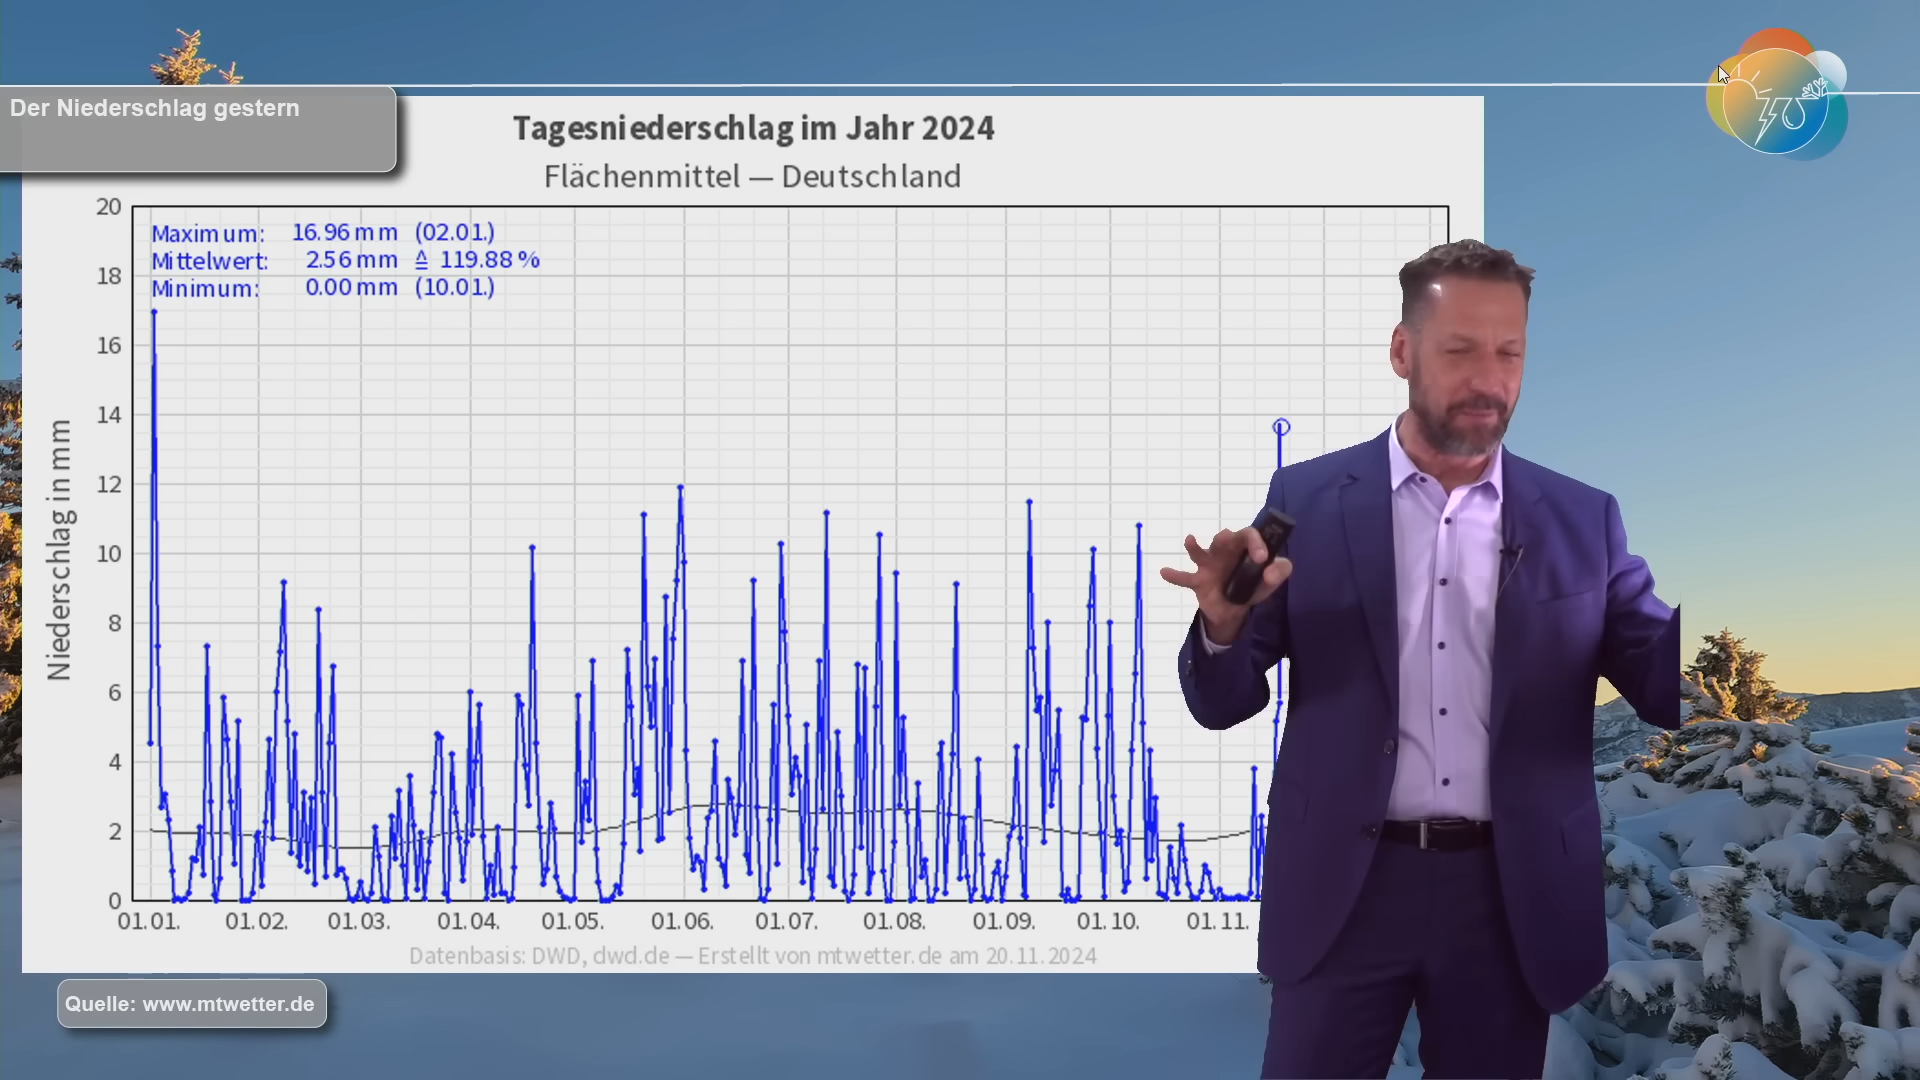 Der Niederschlag gestern
Tagesniederschlag im Jahr 2024
Flächenmittel — Deutschland
Maximum: 16.96 mm (02.01.)
Mittelwert: 2.56 mm ≙ 119.88 %
Minimum: 0.00 mm (10.01.)
Niederschlag in mm
20
18
16
14
12
10
8
6
4
2
0
01.01. 01.02. 01.03. 01.04. 01.05. 01.06. 01.07. 01.08. 01.09. 01.10. 01.11.
Datenbasis: DWD, dwd.de — Erstellt von mtwetter.de am 20.11.2024
Quelle: www.mtwetter.de